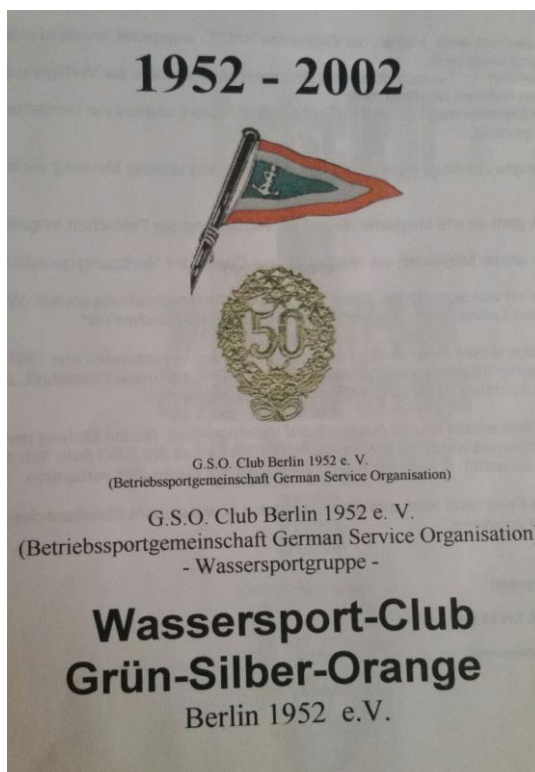 1952 - 2002
50
G.S.O. Club Berlin 1952 e. V.
(Betriebssportgemeinschaft German Service Organisation)
G.S.O. Club Berlin 1952 e. V.
(Betriebssportgemeinschaft German Service Organisation
- Wassersportgruppe -
Wassersport-Club
Grün-Silber-Orange
Berlin 1952 e.V.